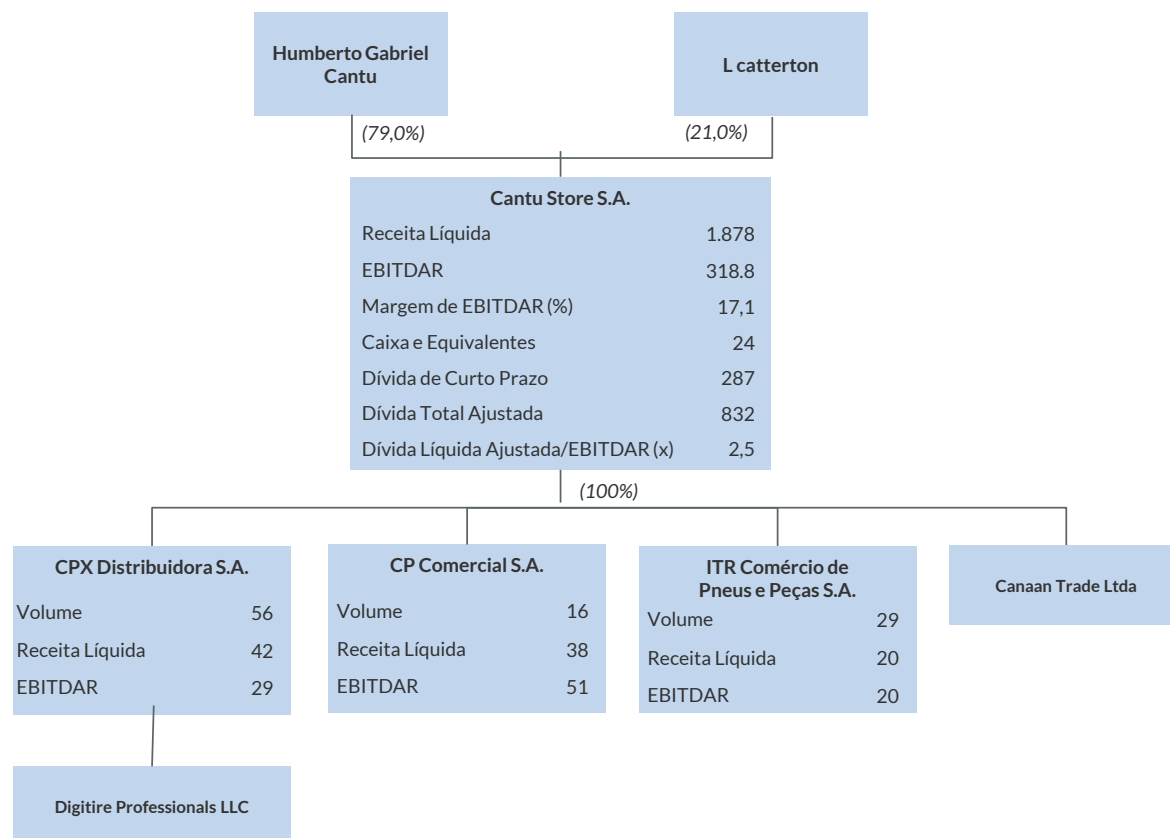 Humberto Gabriel
Cantu
L catterton
(79,0%)
(21,0%)
Cantu Store S.A.
Receita Líquida 1.878
EBITDAR 318.8
Margem de EBITDAR (%) 17,1
Caixa e Equivalentes 24
Dívida de Curto Prazo 287
Dívida Total Ajustada 832
Dívida Líquida Ajustada/EBITDAR (x) 2,5
(100%)
CPX Distribuidora S.A.
Volume 56
Receita Líquida 42
EBITDAR 29
CP Comercial S.A.
Volume 16
Receita Líquida 38
EBITDAR 51
ITR Comércio de
Pneus e Peças S.A.
Volume 29
Receita Líquida 20
EBITDAR 20
Canaan Trade Ltda
Digitire Professionals LLC